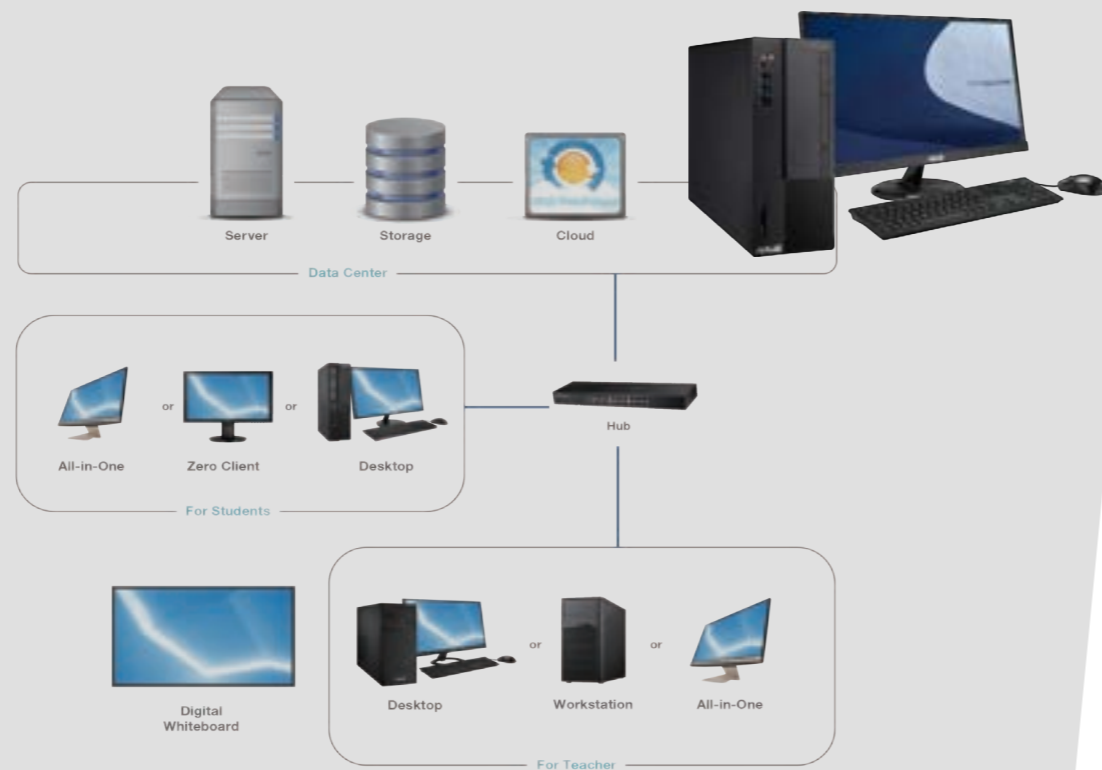 Server
Storage
Cloud
Data Center
or
or
All-in-One
Zero Client
Desktop
For Students
Hub
Digital
Whiteboard
or
or
Desktop
Workstation
All-in-One
For Teacher